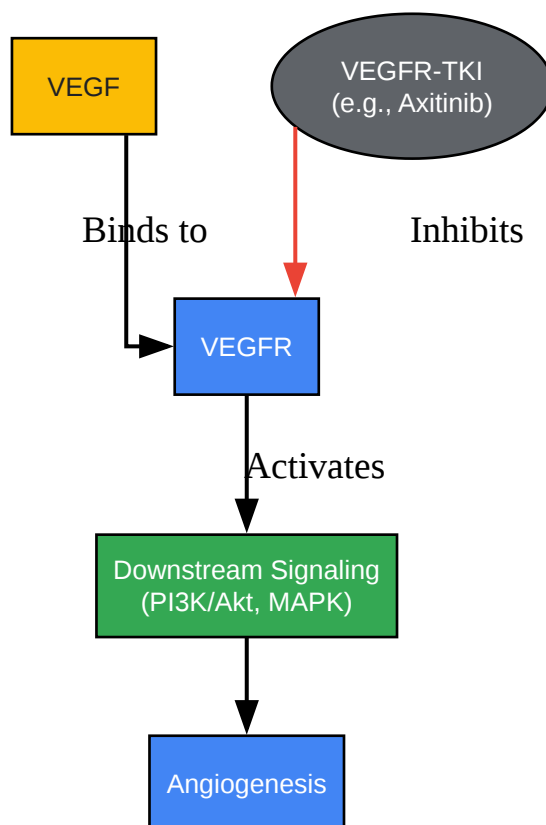 VEGF
VEGFR-TKI
(e.g., Axitinib)
Binds to
Inhibits
VEGFR
Activates
Downstream Signaling
(PI3K/Akt, MAPK)
Angiogenesis